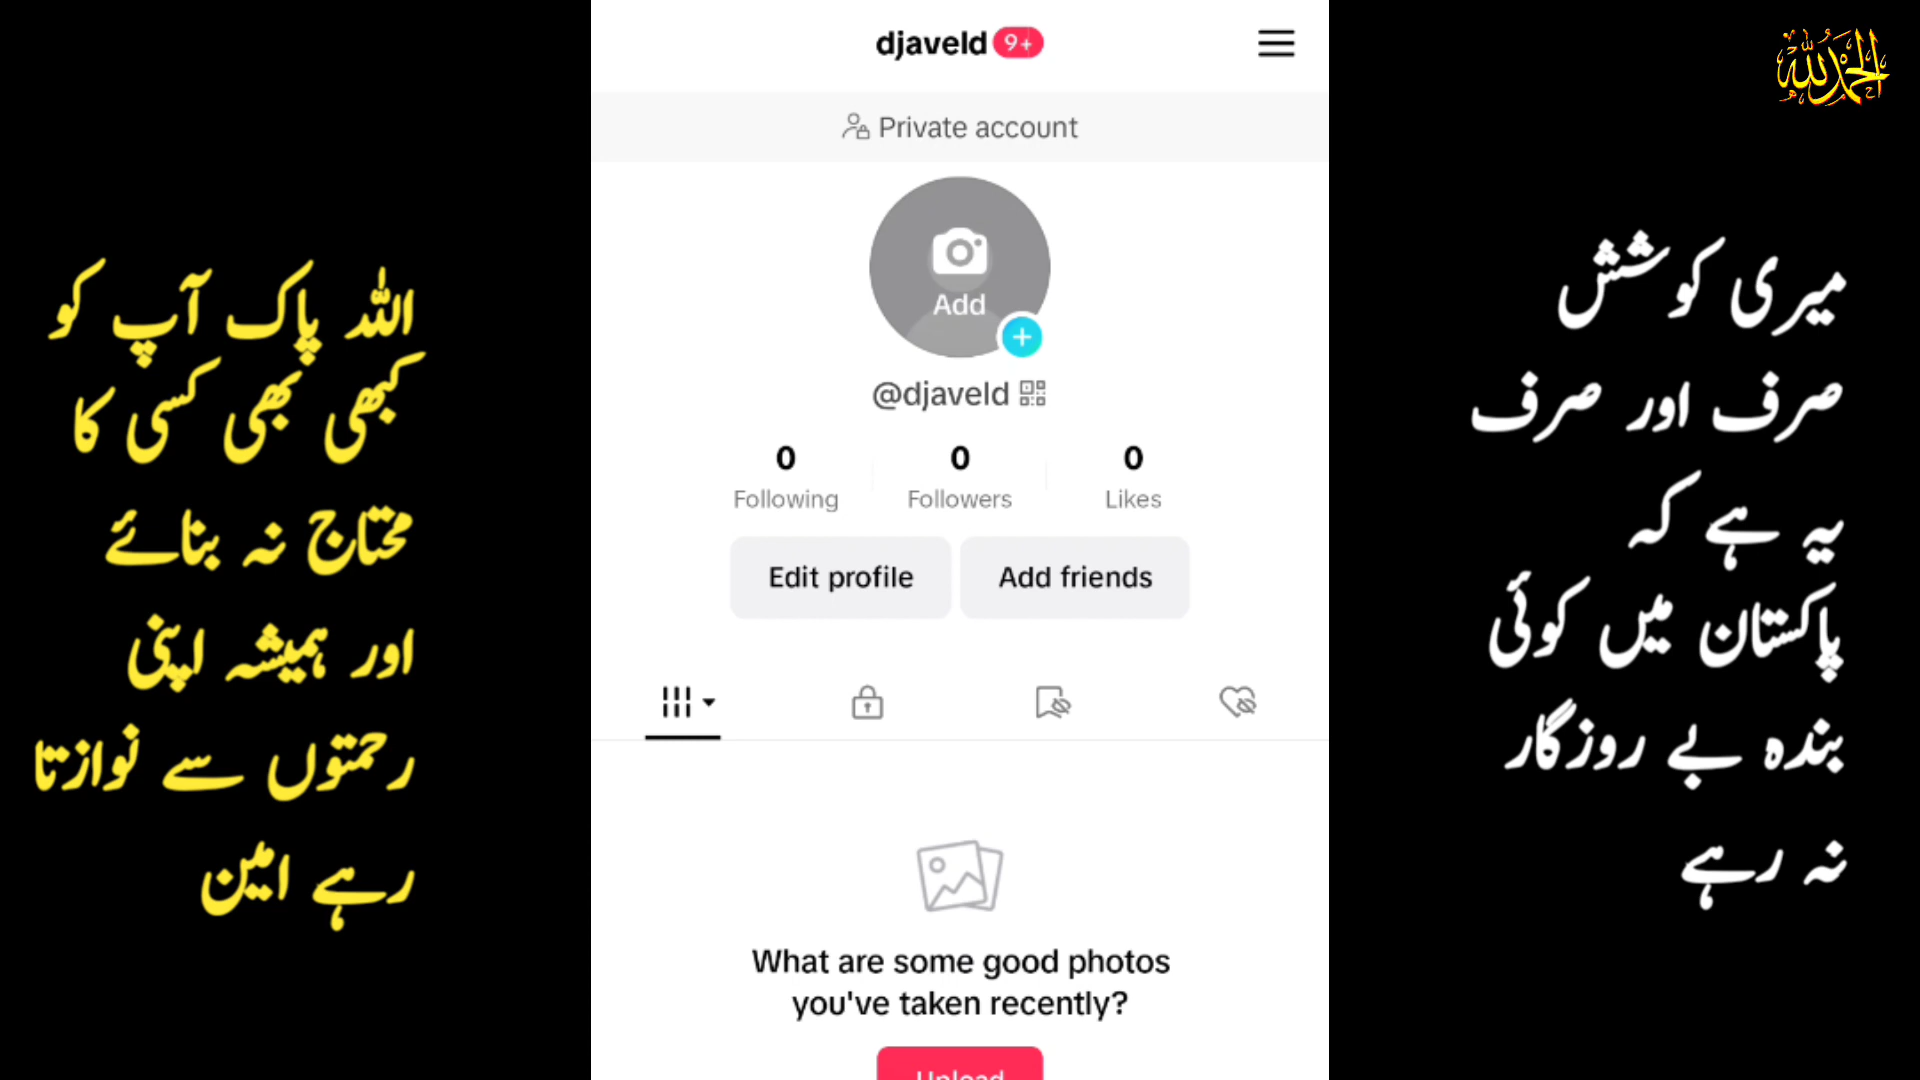 djaveld 9+
Private account
Add
@djaveld
0 0 0
Following Followers Likes
Edit profile Add friends
What are some good photos
you've taken recently?
Upload
اللہ پاک آپ کو
کبھی بھی کسی کا
محتاج نہ بنائے
اور ہمیشہ اپنی
رحمتوں سے نوازتا
رہے امین
الحمدللہ
میری کوشش
صرف اور صرف
یہ ہے کہ
پاکستان میں کوئی
بندہ بے روزگار
نہ رہے